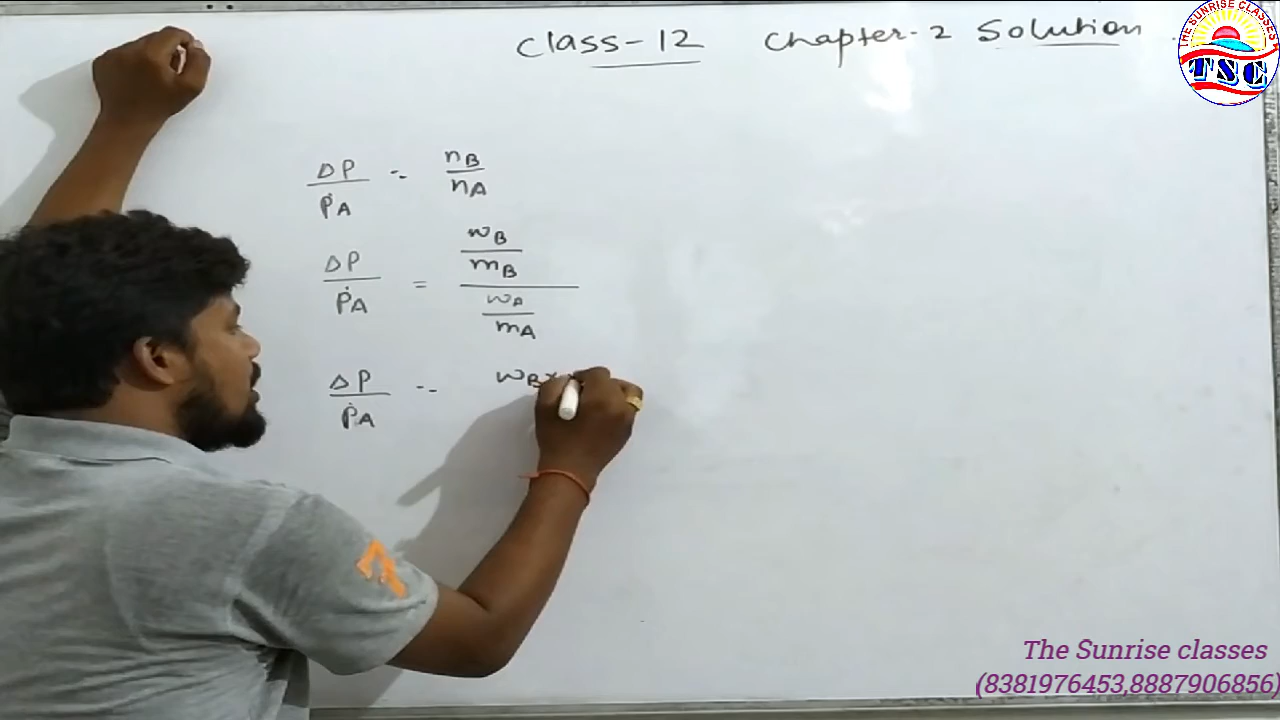 Class-12 Chapter-2 Solution
THE SUNRISE CLASSES
TSC
ΔP / P°A = nB / nA
ΔP / P°A = (wB / mB) / (wA / mA)
ΔP / P°A = wB×
The Sunrise classes
(8381976453,8887906856)